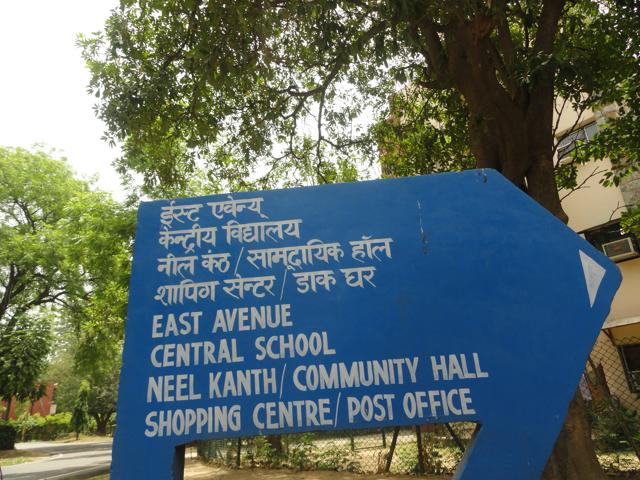 ईस्ट एवेन्यू
केन्द्रीय विद्यालय
नील कंठ / सामूदायिक हॉल
शापिग सेन्टर / डाक घर
EAST AVENUE
CENTRAL SCHOOL
NEEL KANTH / COMMUNITY HALL
SHOPPING CENTRE / POST OFFICE